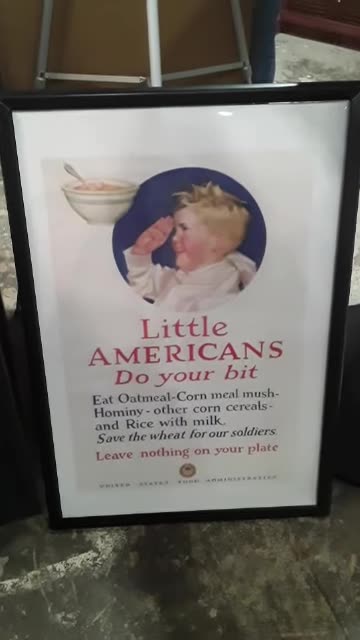 Little
AMERICANS
Do your bit
Eat Oatmeal-Corn meal mush-
Hominy - other corn cereals-
and Rice with milk.
Save the wheat for our soldiers.
Leave nothing on your plate
UNITED STATES FOOD ADMINISTRATION